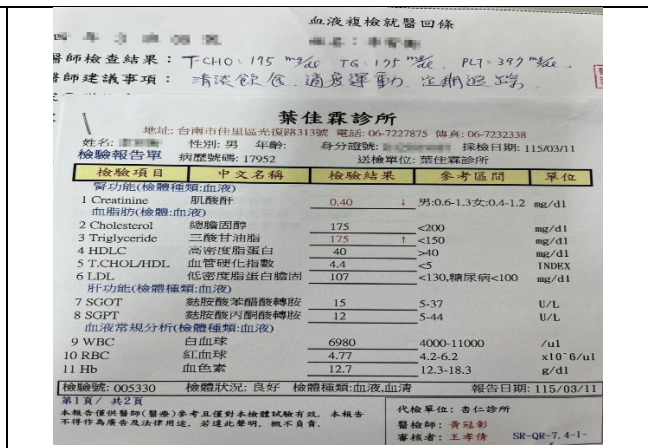 血液複檢就醫回條
醫師檢查結果：T-CHO: 175 mg/dL TG: 175 mg/dL, PLT: 397
醫師建議事項：清淡飲食、適度運動、定期追蹤
葉佳霖診所
地址: 台南市佳里區光復路313號 電話: 06-7227875 傳真: 06-7232338
姓名: 性別: 男 年齡: 身分證號: 採檢日期: 115/03/11
檢驗報告單 病歷號碼: 17952 送檢單位: 葉佳霖診所
檢驗項目 中文名稱 檢驗結果 參考區間 單位
腎功能(檢體種類:血液)
1 Creatinine 肌酸酐 0.40 ↓ 男:0.6-1.3女:0.4-1.2 mg/dl
血脂肪(檢體:血液)
2 Cholesterol 總膽固醇 175 <200 mg/dl
3 Triglyceride 三酸甘油脂 175 ↑ <150 mg/dl
4 HDLC 高密度脂蛋白 40 >40 mg/dl
5 T.CHOL/HDL 血管硬化指數 4.4 <5 INDEX
6 LDL 低密度脂蛋白膽固 107 <130,糖尿病<100 mg/dl
肝功能(檢體種類:血液)
7 SGOT 麩胺酸苯醋酸轉胺 15 5-37 U/L
8 SGPT 麩胺酸丙酮酸轉胺 12 5-44 U/L
血液常規分析(檢體種類:血液)
9 WBC 白血球 6980 4000-11000 /ul
10 RBC 紅血球 4.77 4.2-6.2 x10^6/ul
11 Hb 血色素 12.7 12.3-18.3 g/dl
檢驗號: 005330 檢體狀況: 良好 檢體種類:血液,血清 報告日期: 115/03/11
第1頁/ 共2頁
本報告僅供醫師(醫療)參考且僅對本檢體試驗有效，本報告
不得作為廣告及法律用途，若違此聲明，概不負責。
代檢單位: 杏仁診所
醫檢師: 黃冠彰
審核者: 王孝倩 SR-QR-7.4-1-